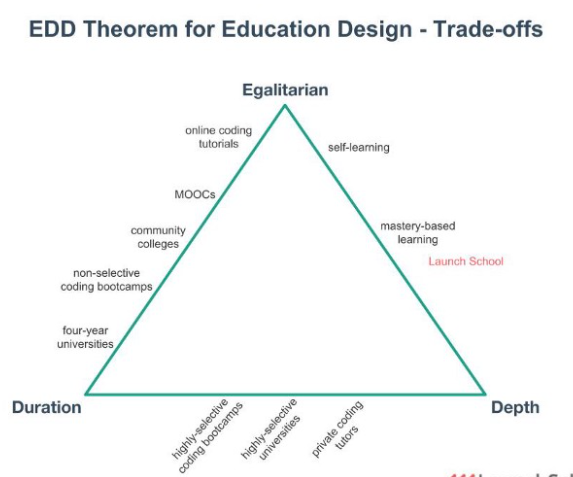 EDD Theorem for Education Design - Trade-offs
Egalitarian
online coding
tutorials
self-learning
MOOCs
mastery-based
learning
community
colleges
Launch School
non-selective
coding bootcamps
four-year
universities
Duration
Depth
highly-selective
coding bootcamps
highly-selective
universities
private coding
tutors